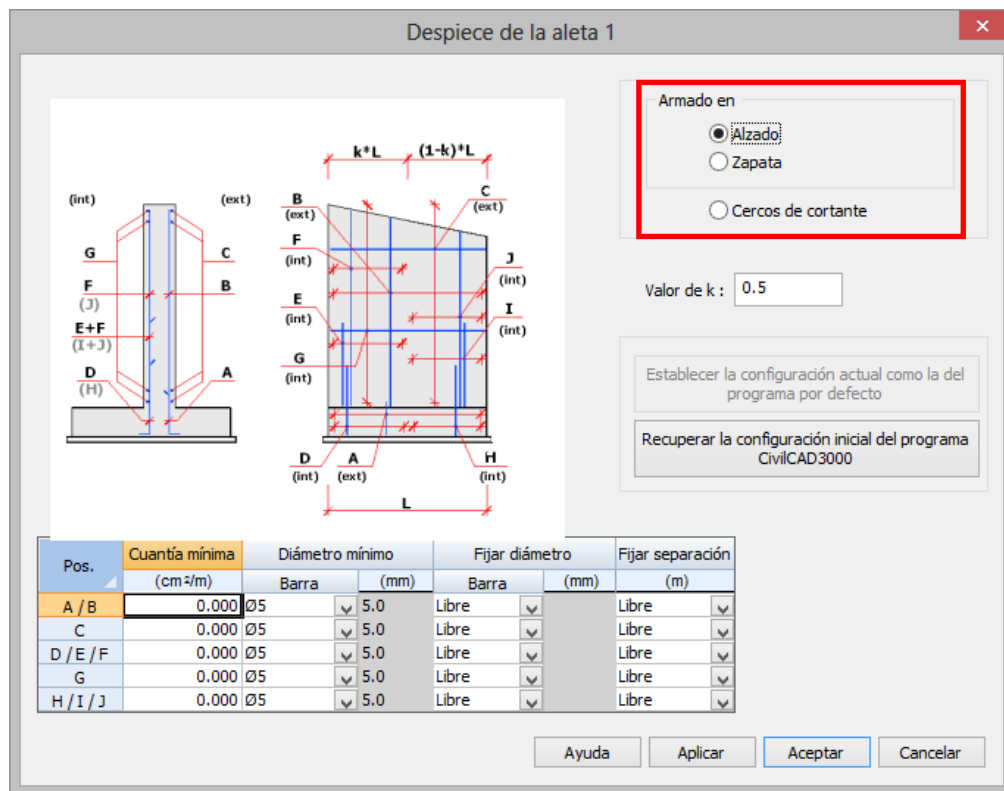 Despiece de la aleta 1
Armado en
Alzado
Zapata
Cercos de cortante
Valor de k : 0.5
Establecer la configuración actual como la del
programa por defecto
Recuperar la configuración inicial del programa
CivilCAD3000
k*L (1-k)*L
(int) (ext)
G C
F B
(J)
E+F
(I+J)
D A
(H)
B
(ext)
C
(ext)
F
(int)
J
(int)
E
(int)
I
(int)
G
(int)
D A H
(int) (ext) (int)
L
Pos. Cuantía mínima Diámetro mínimo Fijar diámetro Fijar separación
(cm²/m) Barra (mm) Barra (mm) (m)
A / B 0.000 Ø5 5.0 Libre Libre
C 0.000 Ø5 5.0 Libre Libre
D / E / F 0.000 Ø5 5.0 Libre Libre
G 0.000 Ø5 5.0 Libre Libre
H / I / J 0.000 Ø5 5.0 Libre Libre
Ayuda Aplicar Aceptar Cancelar